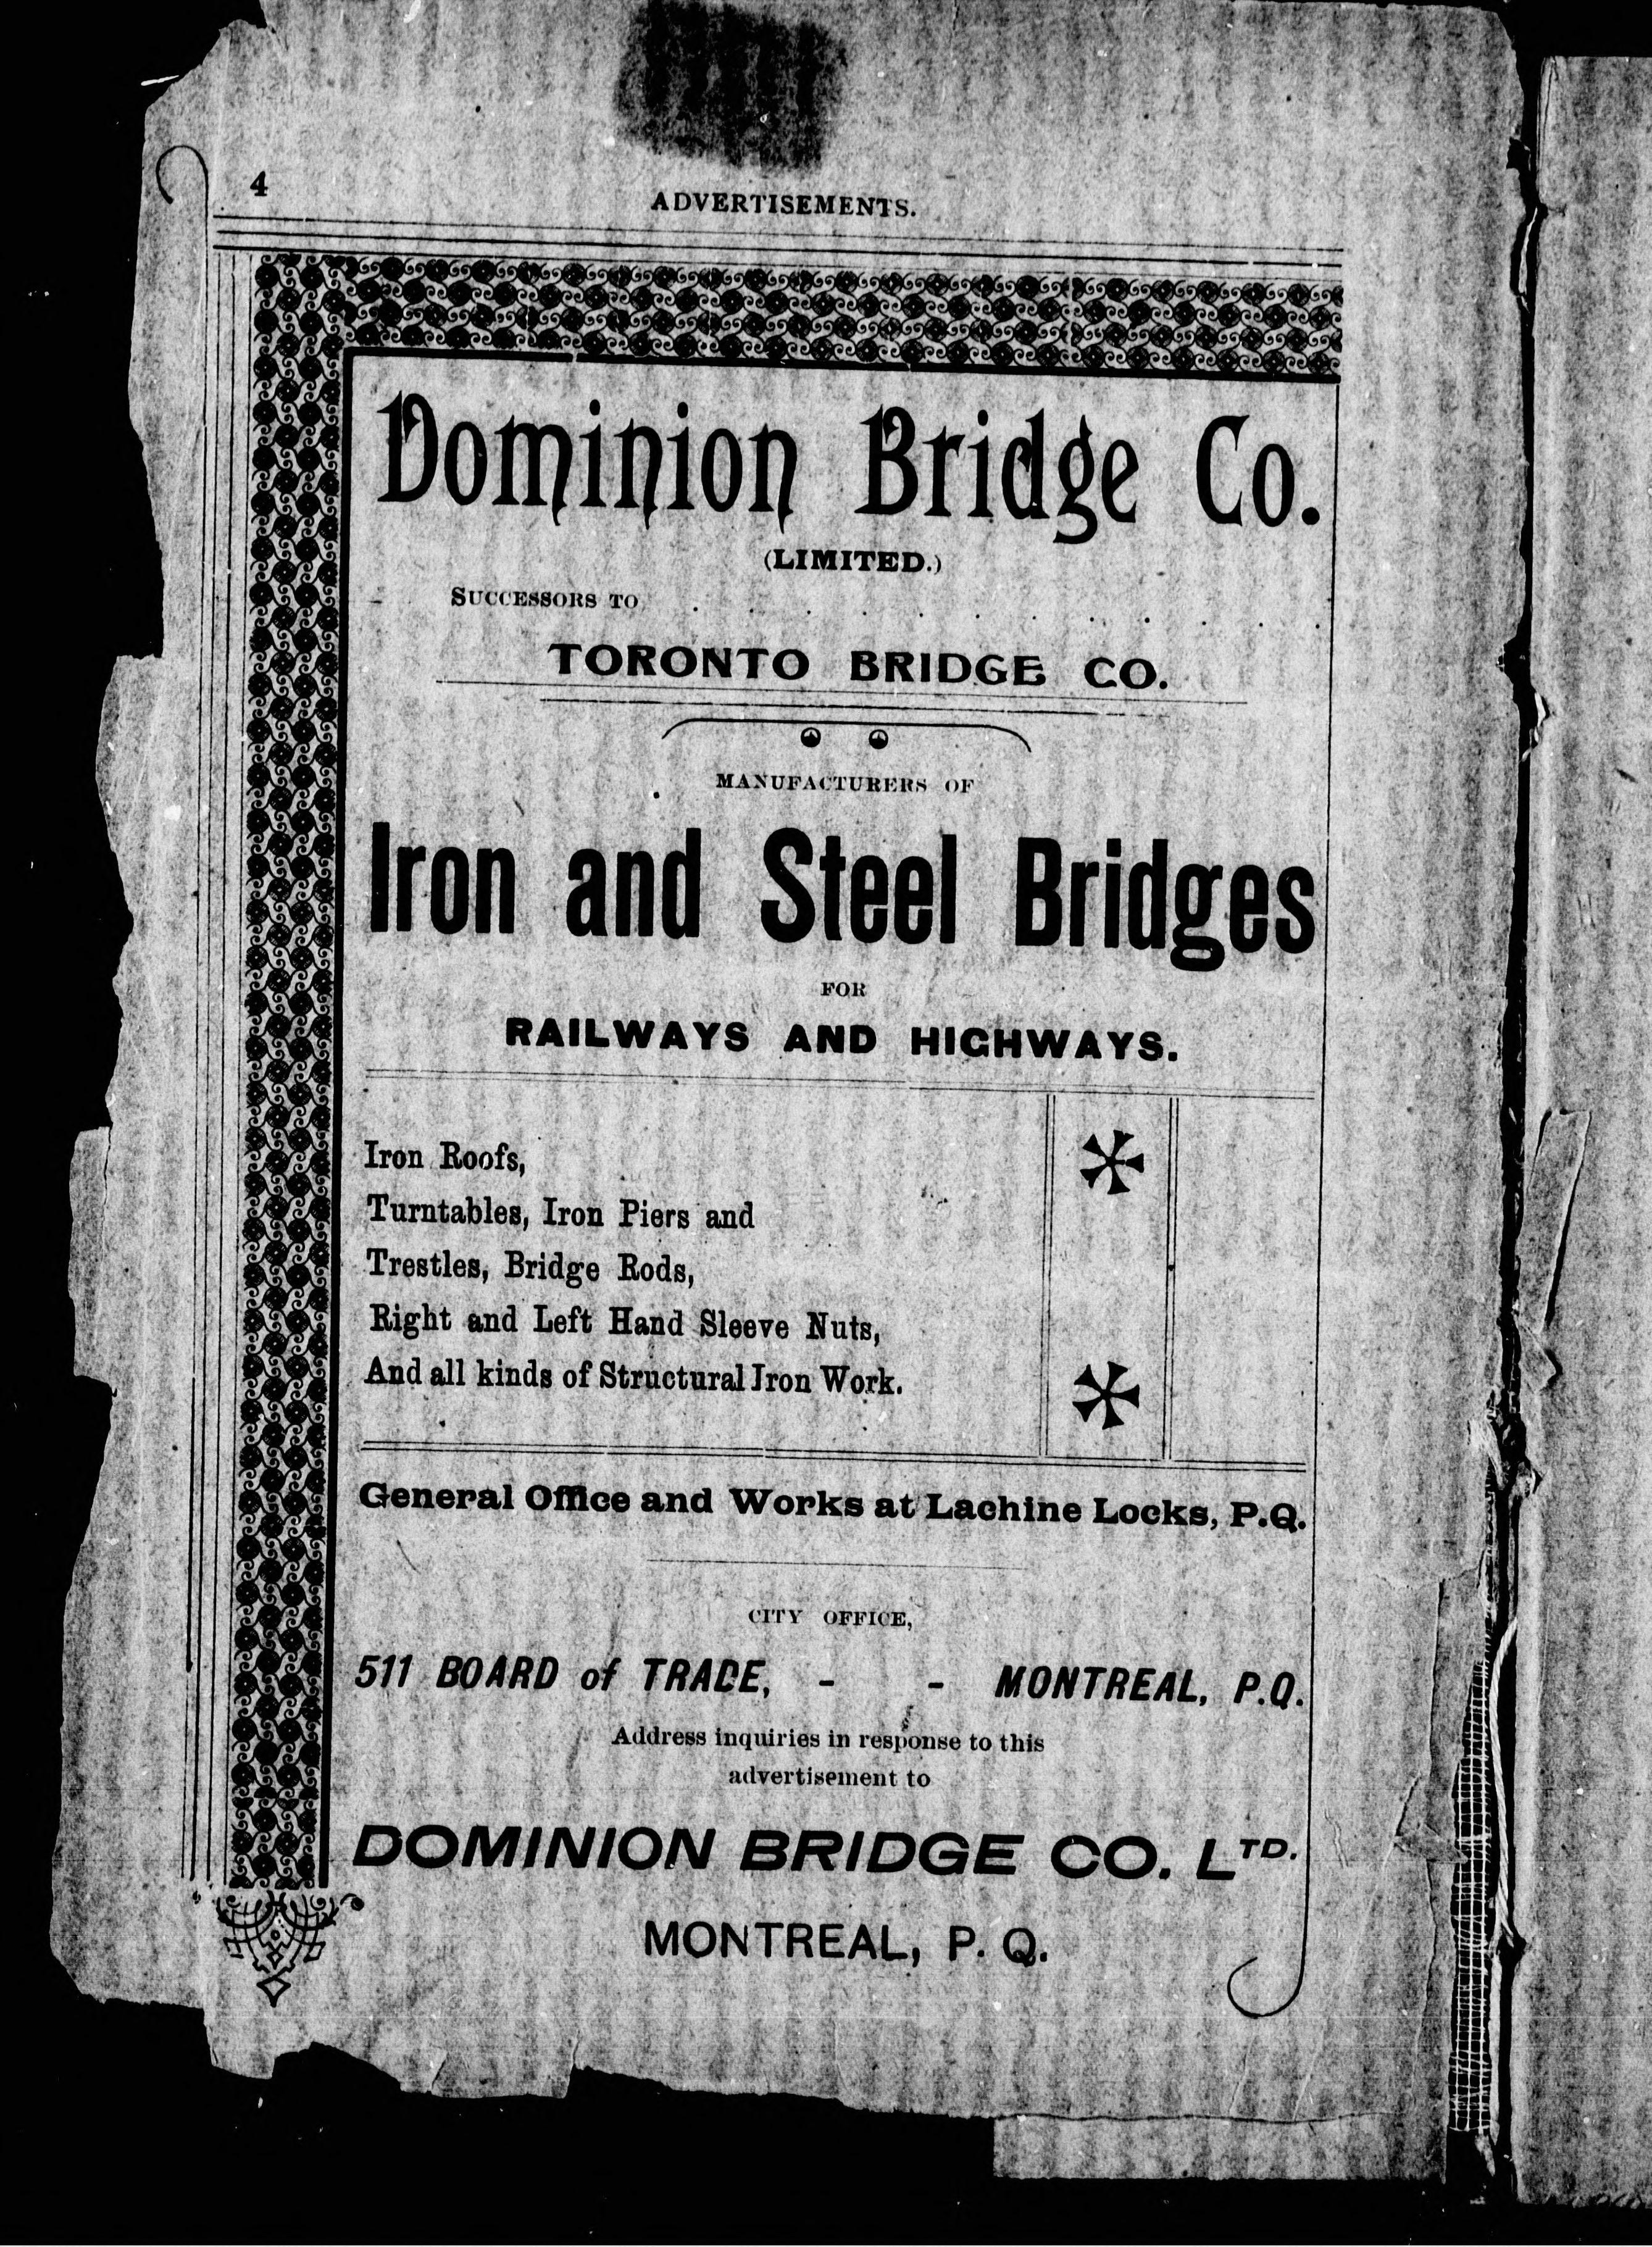 4
ADVERTISEMENTS.
Dominion Bridge Co.
(LIMITED.)
SUCCESSORS TO . . . . . . . . . . . .
TORONTO BRIDGE CO.
MANUFACTURERS OF
Iron and Steel Bridges
FOR
RAILWAYS AND HIGHWAYS.
Iron Roofs,
Turntables, Iron Piers and
Trestles, Bridge Rods,
Right and Left Hand Sleeve Nuts,
And all kinds of Structural Iron Work.
General Office and Works at Lachine Locks, P.Q.
CITY OFFICE,
511 BOARD of TRADE, - - MONTREAL, P.Q.
Address inquiries in response to this
advertisement to
DOMINION BRIDGE CO. LTD.
MONTREAL, P. Q.